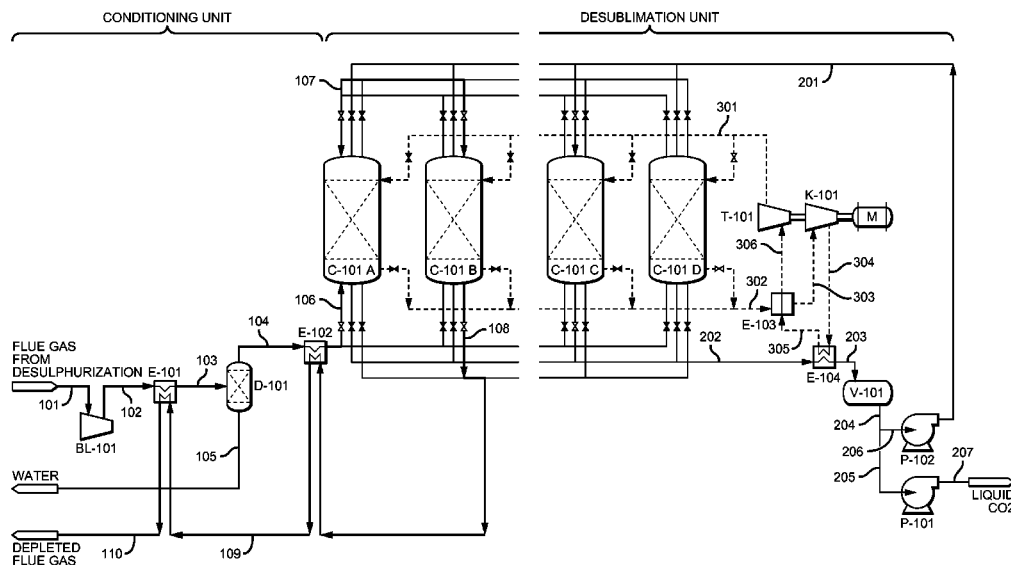 CONDITIONING UNIT
DESUBLIMATION UNIT
107
201
301
K-101
T-101
M
306
304
C-101 A
C-101 B
C-101 C
C-101 D
106
302
303
104
E-102
108
E-103
FLUE GAS
FROM
DESULPHURIZATION
E-101
103
305
202
203
D-101
E-104
101
102
V-101
BL-101
204
206
P-102
105
205
207
WATER
LIQUID
CO2
P-101
DEPLETED
FLUE GAS
110
109